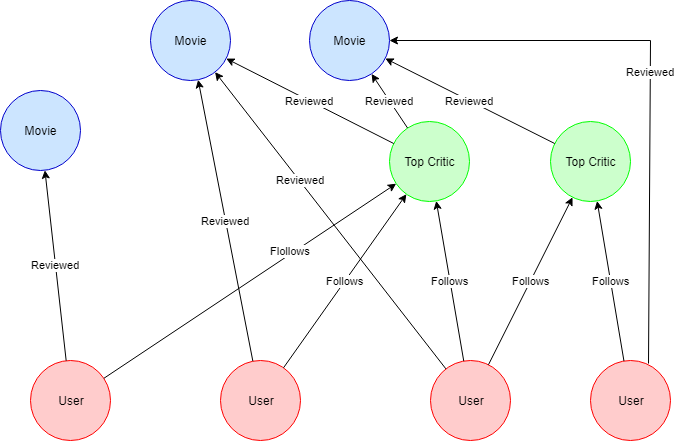 Movie
Movie
Reviewed
Reviewed
Reviewed
Reviewed
Movie
Top Critic
Top Critic
Reviewed
Reviewed
Flollows
Reviewed
Follows
Follows
Follows
Follows
User
User
User
User